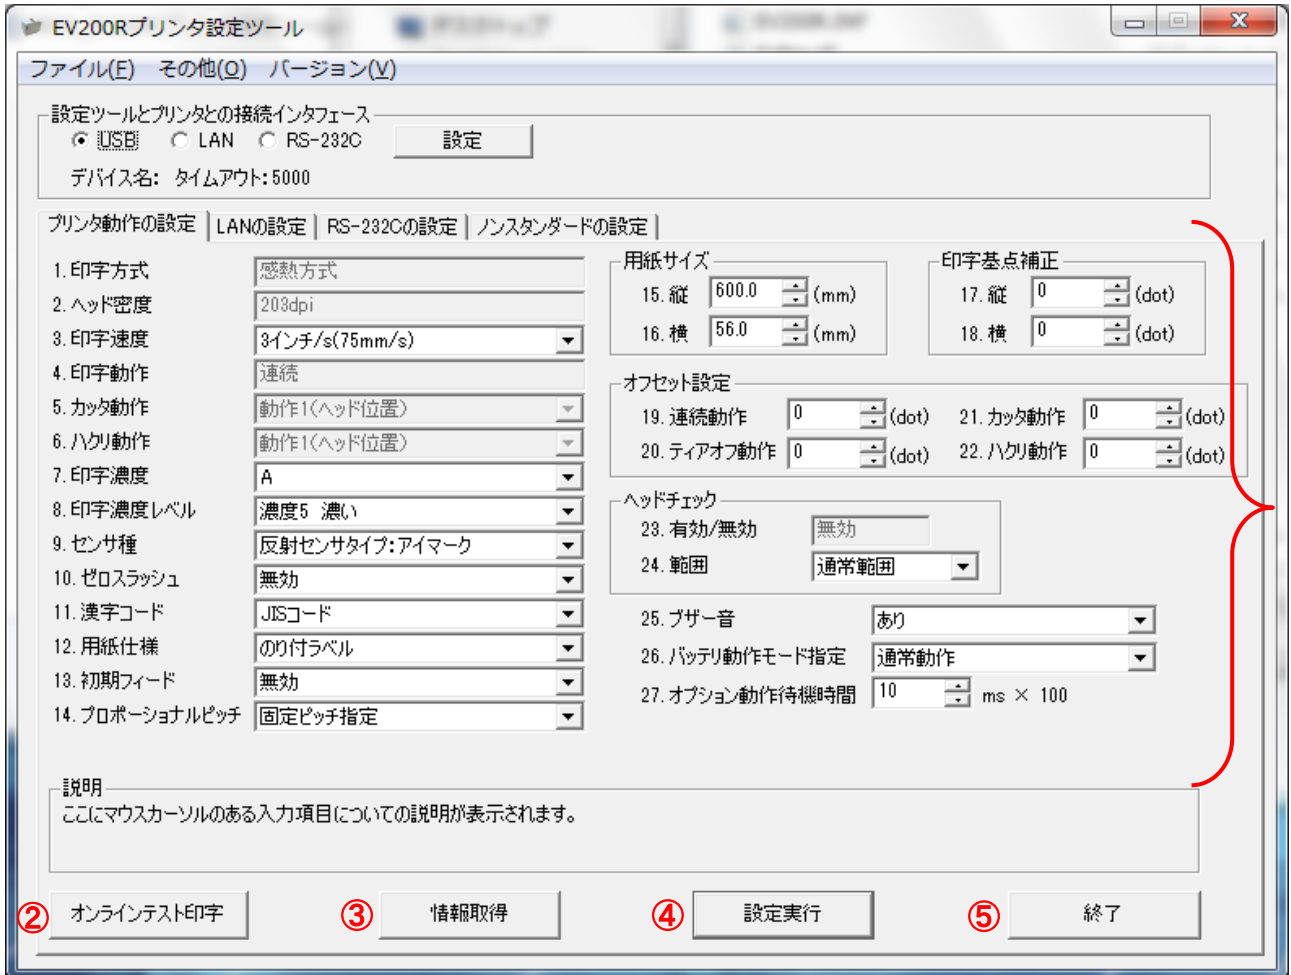 EV200Rプリンタ設定ツール
ファイル(F) その他(O) バージョン(V)
設定ツールとプリンタとの接続インタフェース
USB LAN RS-232C 設定
デバイス名: タイムアウト:5000
プリンタ動作の設定 LANの設定 RS-232Cの設定 ノンスタンダードの設定
1.印字方式 感熱方式
2.ヘッド密度 203dpi
3.印字速度 3インチ/s(75mm/s)
4.印字動作 連続
5.カッタ動作 動作1(ヘッド位置)
6.ハクリ動作 動作1(ヘッド位置)
7.印字濃度 A
8.印字濃度レベル 濃度5 濃い
9.センサ種 反射センサタイプ:アイマーク
10.ゼロスラッシュ 無効
11.漢字コード JISコード
12.用紙仕様 のり付ラベル
13.初期フィード 無効
14.プロポーショナルピッチ 固定ピッチ指定
用紙サイズ
15.縦 600.0 (mm)
16.横 56.0 (mm)
印字基点補正
17.縦 0 (dot)
18.横 0 (dot)
オフセット設定
19.連続動作 0 (dot) 21.カッタ動作 0 (dot)
20.ティアオフ動作 0 (dot) 22.ハクリ動作 0 (dot)
ヘッドチェック
23.有効/無効 無効
24.範囲 通常範囲
25.ブザー音 あり
26.バッテリ動作モード指定 通常動作
27.オプション動作待機時間 10 ms × 100
説明
ここにマウスカーソルのある入力項目についての説明が表示されます。
② オンラインテスト印字 ③ 情報取得 ④ 設定実行 ⑤ 終了